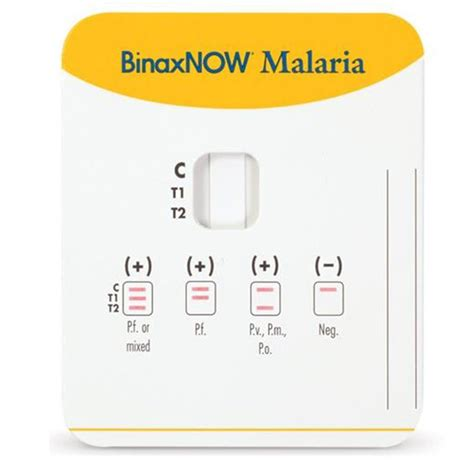 BinaxNOW Malaria
C
T1
T2
(+) (+) (+) (-)
C
T1
T2
P.f. or mixed
P.f.
P.v., P.m., P.o.
Neg.